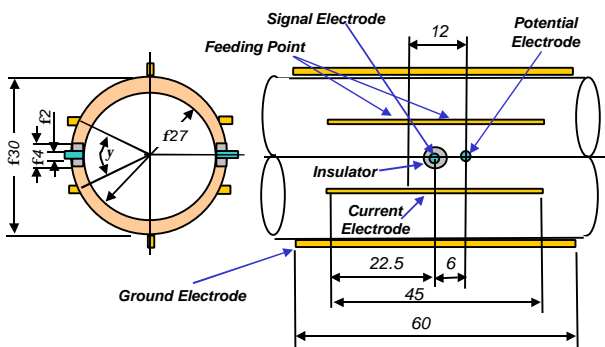 Signal Electrode
Potential
Electrode
Feeding Point
12
f30
f4
f2
f27
y
Insulator
Current
Electrode
22.5
6
45
60
Ground Electrode